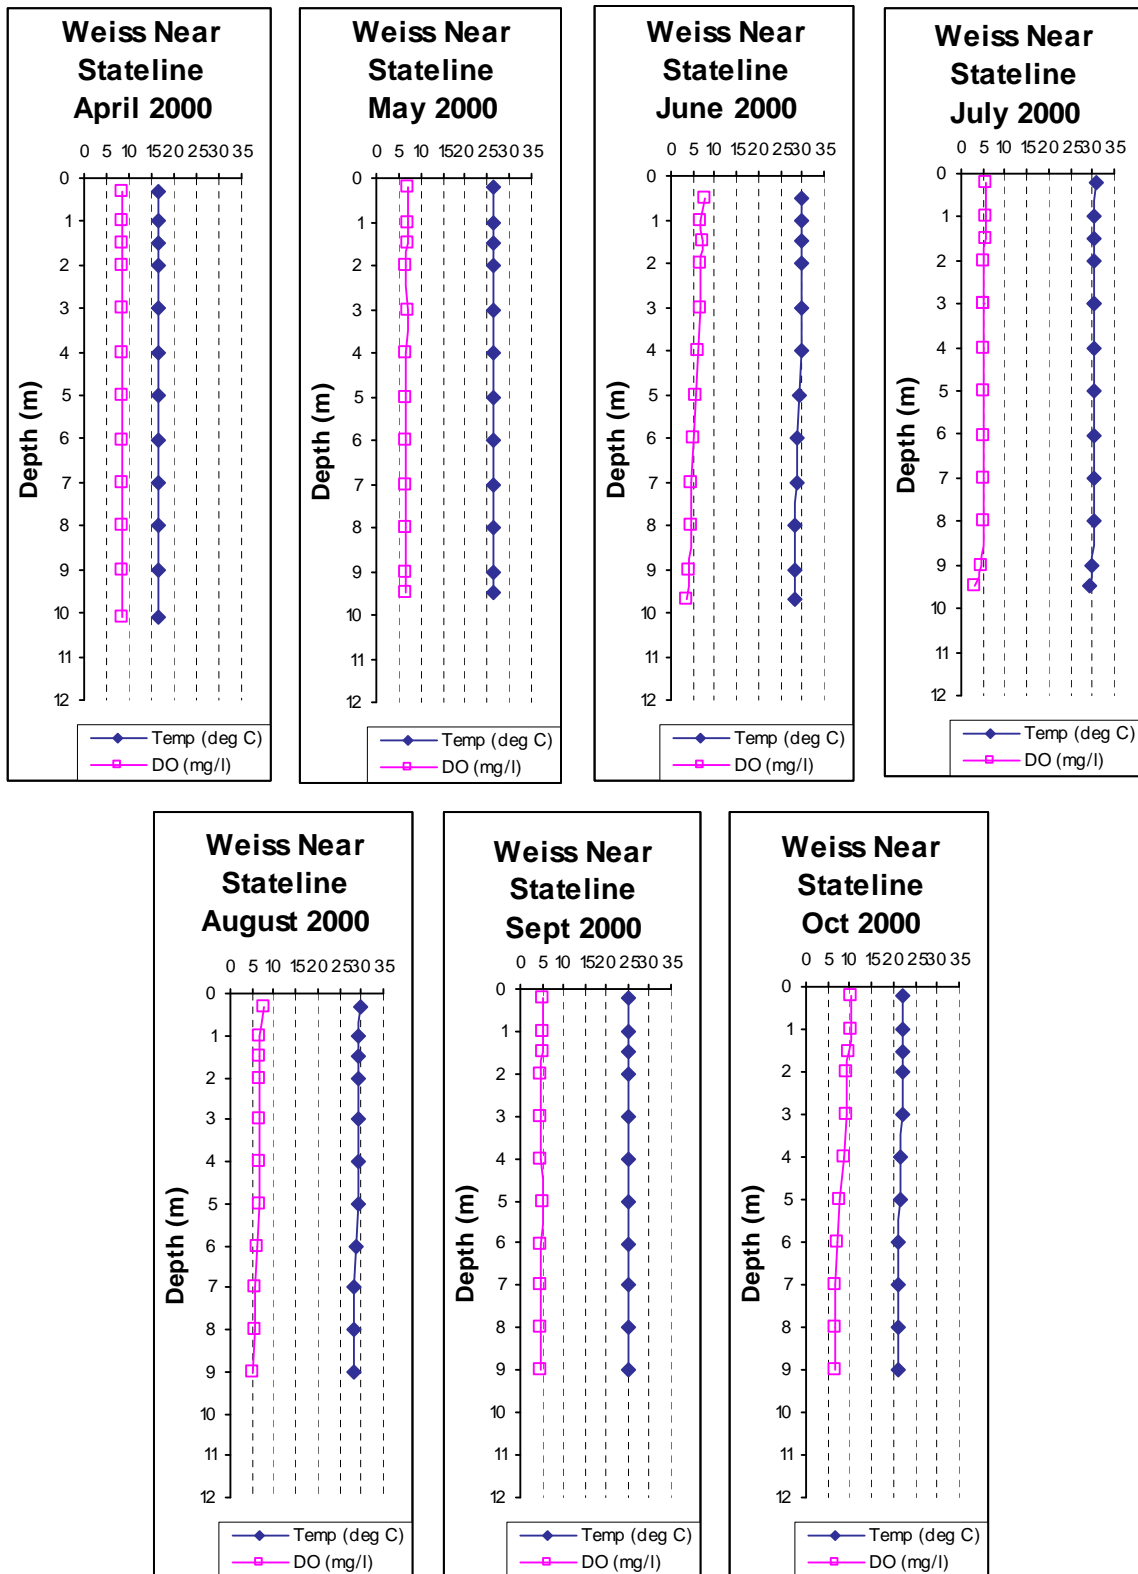 Weiss Near
Stateline
April 2000
0 5 10 15 20 25 30 35
0
1
2
3
4
5
6
7
8
9
10
11
12
Depth (m)
Temp (deg C)
DO (mg/l)
Weiss Near
Stateline
May 2000
0 5 10 15 20 25 30 35
0
1
2
3
4
5
6
7
8
9
10
11
12
Depth (m)
Temp (deg C)
DO (mg/l)
Weiss Near
Stateline
June 2000
0 5 10 15 20 25 30 35
0
1
2
3
4
5
6
7
8
9
10
11
12
Depth (m)
Temp (deg C)
DO (mg/l)
Weiss Near
Stateline
July 2000
0 5 10 15 20 25 30 35
0
1
2
3
4
5
6
7
8
9
10
11
12
Depth (m)
Temp (deg C)
DO (mg/l)
Weiss Near
Stateline
August 2000
0 5 10 15 20 25 30 35
0
1
2
3
4
5
6
7
8
9
10
11
12
Depth (m)
Temp (deg C)
DO (mg/l)
Weiss Near
Stateline
Sept 2000
0 5 10 15 20 25 30 35
0
1
2
3
4
5
6
7
8
9
10
11
12
Depth (m)
Temp (deg C)
DO (mg/l)
Weiss Near
Stateline
Oct 2000
0 5 10 15 20 25 30 35
0
1
2
3
4
5
6
7
8
9
10
11
12
Depth (m)
Temp (deg C)
DO (mg/l)